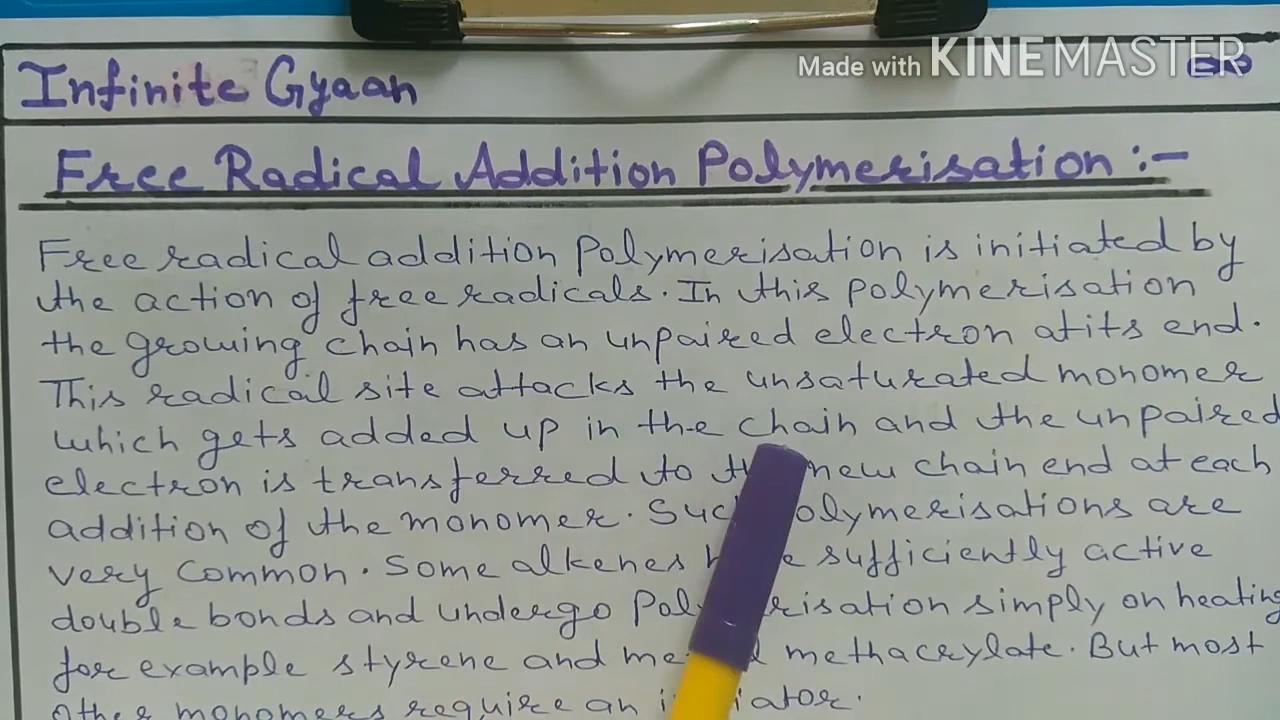 Made with KINEMASTER
Infinite Gyaan
Free Radical Addition Polymerisation :-
Free radical addition Polymerisation is initiated by
the action of free radicals. In this polymerisation
the growing chain has an unpaired electron at its end.
This radical site attacks the unsaturated monomer
which gets added up in the chain and the unpaired
electron is transferred to new chain end at each
addition of the monomer. olymerisations are
very common. Some alkenes sufficiently active
double bonds and undergo simply on heating
for example styrene and methacrylate. But most
other monomers require an